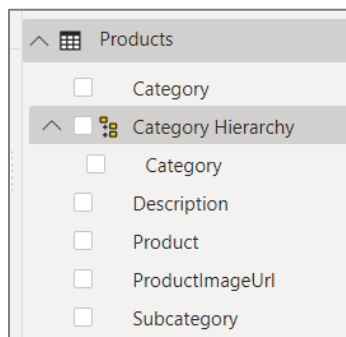 Products
Category
Category Hierarchy
Category
Description
Product
ProductImageUrl
Subcategory